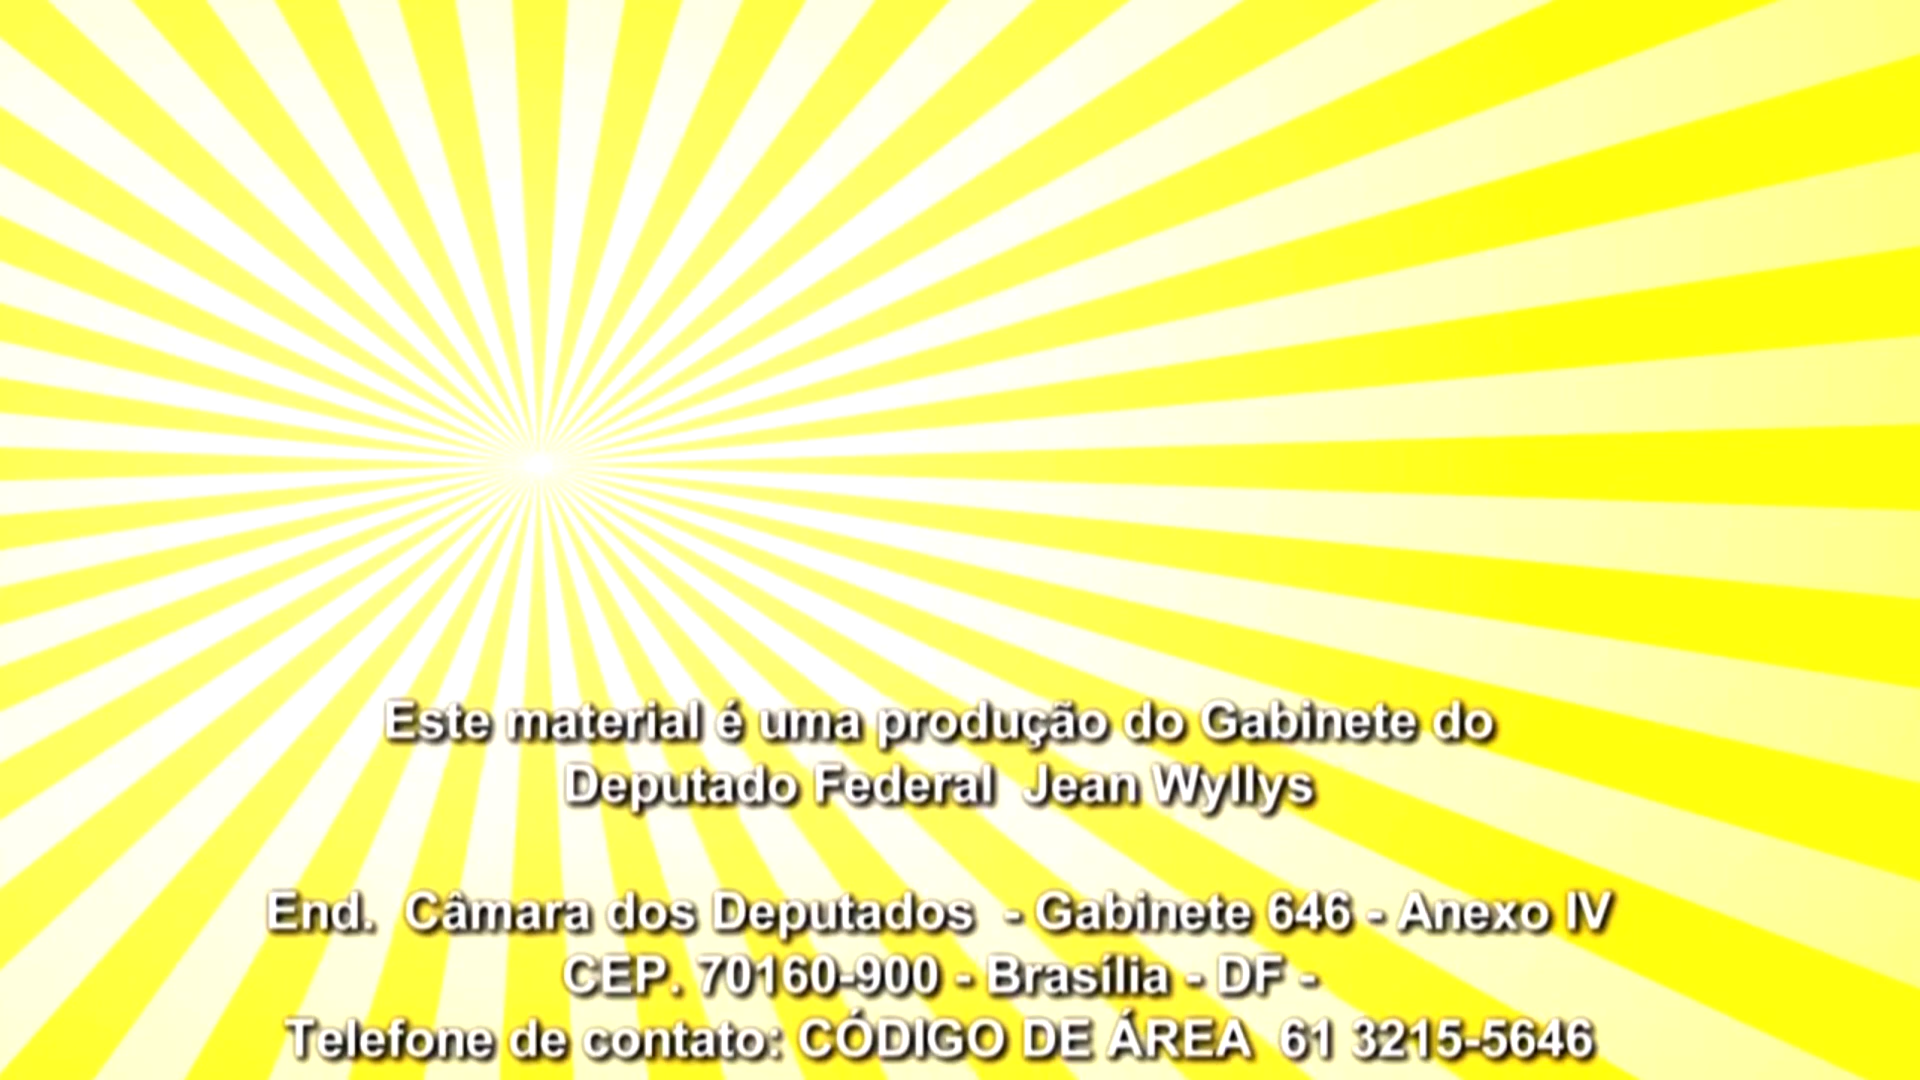 Este material é uma produção do Gabinete do
Deputado Federal  Jean Wyllys
End.  Câmara dos Deputados  - Gabinete 646 - Anexo IV
CEP. 70160-900 - Brasília - DF -
Telefone de contato: CÓDIGO DE ÁREA  61 3215-5646